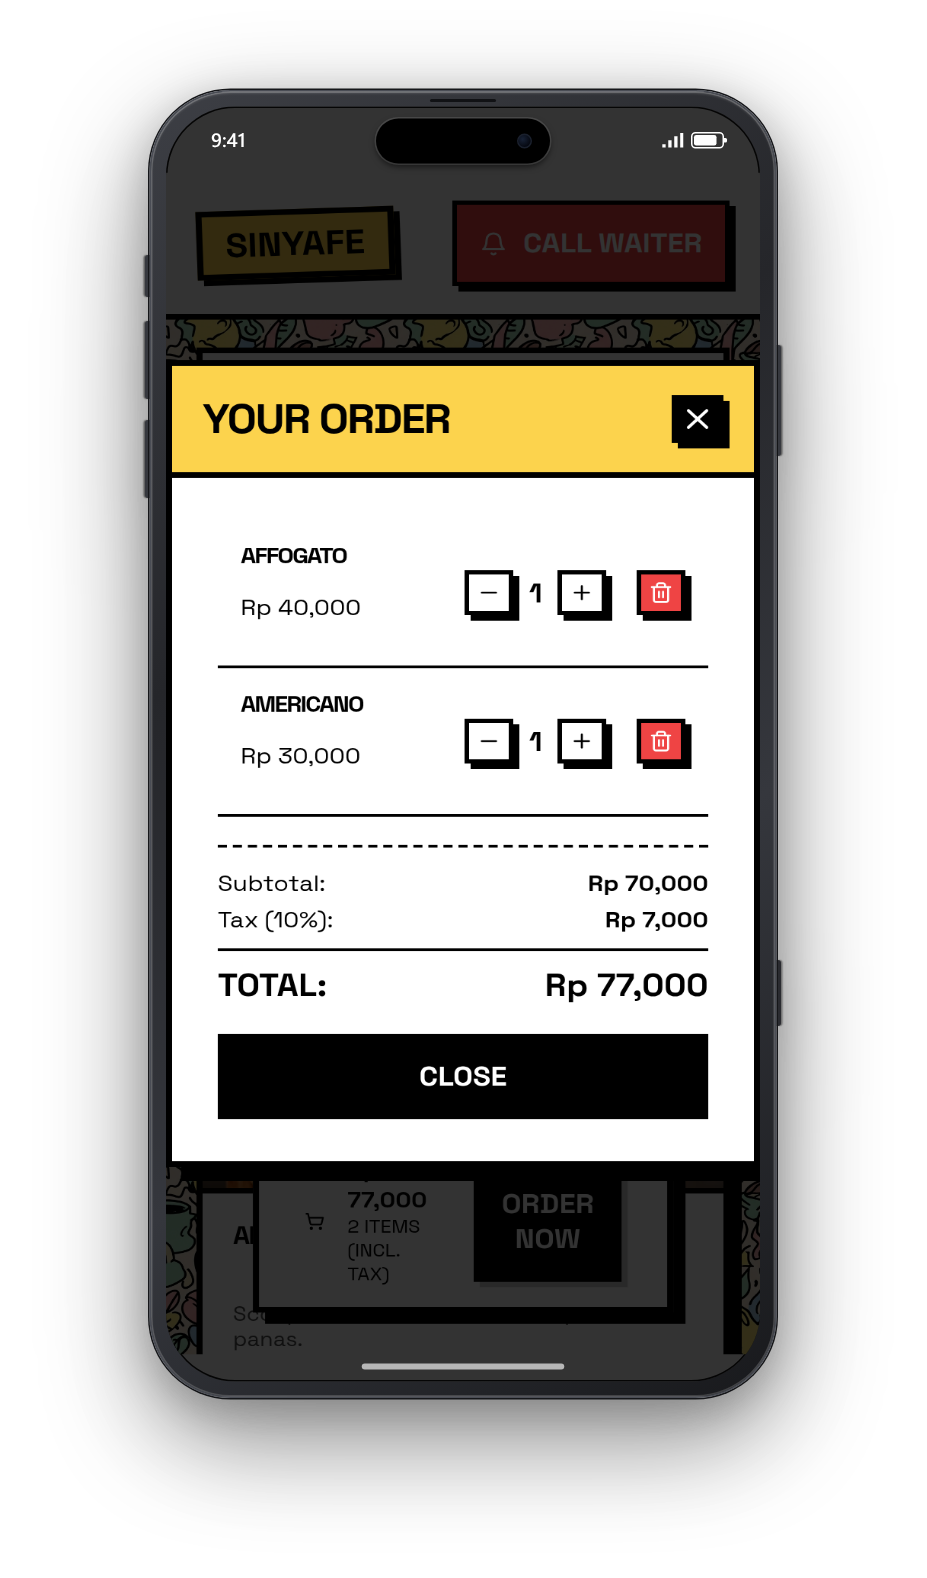 9:41
SINYAFE
CALL WAITER
YOUR ORDER
AFFOGATO
Rp 40,000
1
AMERICANO
Rp 30,000
1
Subtotal: Rp 70,000
Tax (10%): Rp 7,000
TOTAL: Rp 77,000
CLOSE
77,000
2 ITEMS
(INCL.
TAX)
ORDER
NOW
panas.